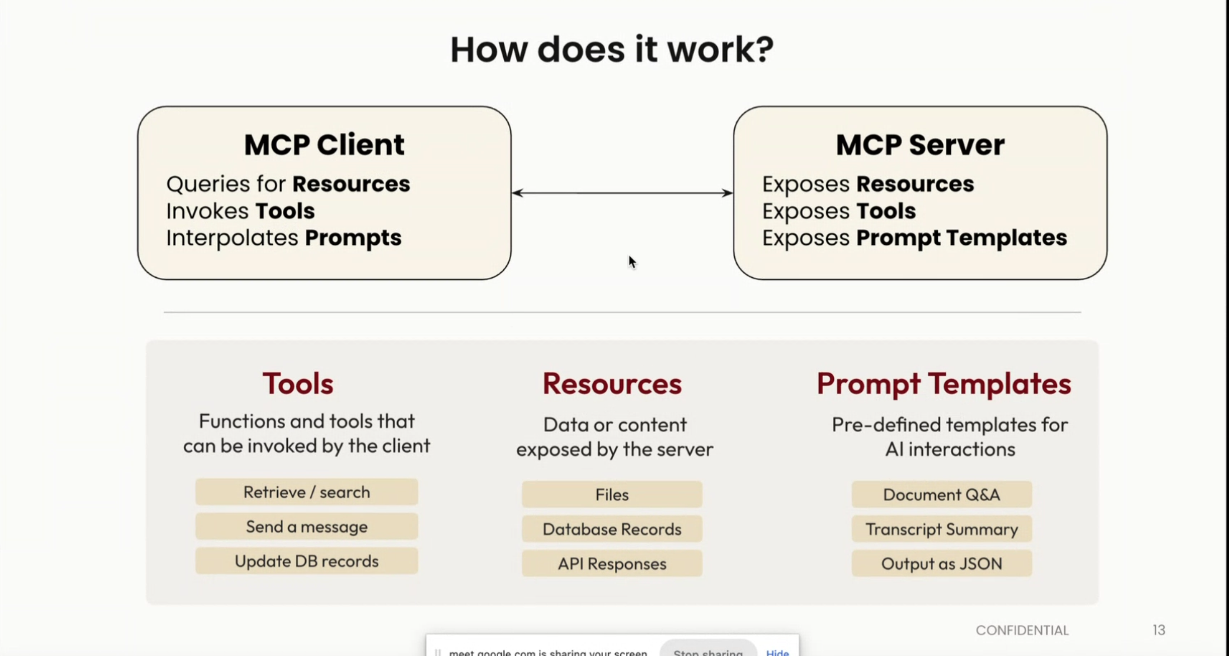 How does it work?
MCP Client
Queries for Resources
Invokes Tools
Interpolates Prompts
MCP Server
Exposes Resources
Exposes Tools
Exposes Prompt Templates
Tools
Functions and tools that
can be invoked by the client
Retrieve / search
Send a message
Update DB records
Resources
Data or content
exposed by the server
Files
Database Records
API Responses
Prompt Templates
Pre-defined templates for
AI interactions
Document Q&A
Transcript Summary
Output as JSON
CONFIDENTIAL 13
meet.google.com is sharing your screen. Stop sharing Hide